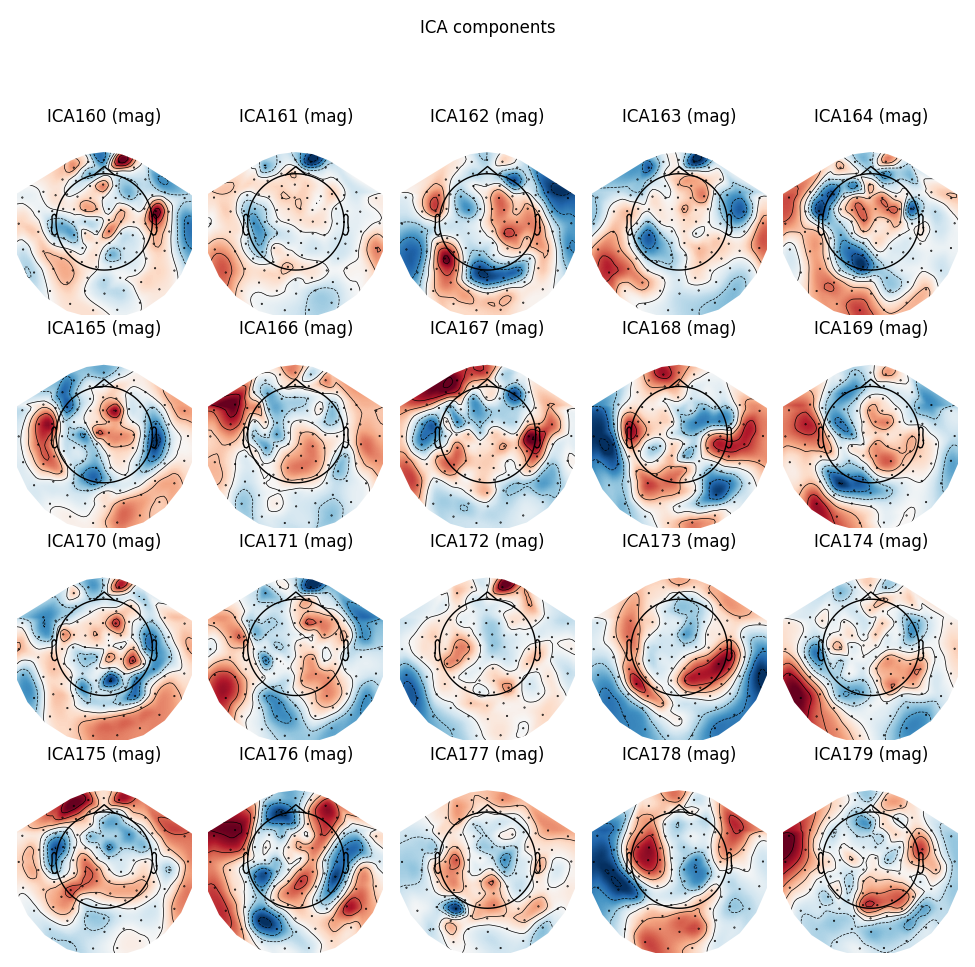 ICA components
ICA160 (mag) ICA161 (mag) ICA162 (mag) ICA163 (mag) ICA164 (mag)
ICA165 (mag) ICA166 (mag) ICA167 (mag) ICA168 (mag) ICA169 (mag)
ICA170 (mag) ICA171 (mag) ICA172 (mag) ICA173 (mag) ICA174 (mag)
ICA175 (mag) ICA176 (mag) ICA177 (mag) ICA178 (mag) ICA179 (mag)